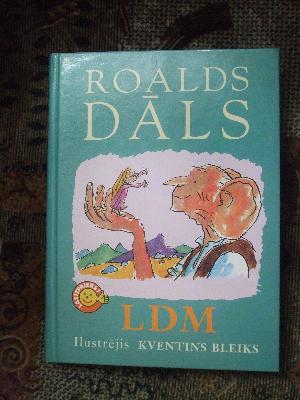 ROALDS
DĀLS
LDM
Ilustrējis KVENTINS BLEIKS